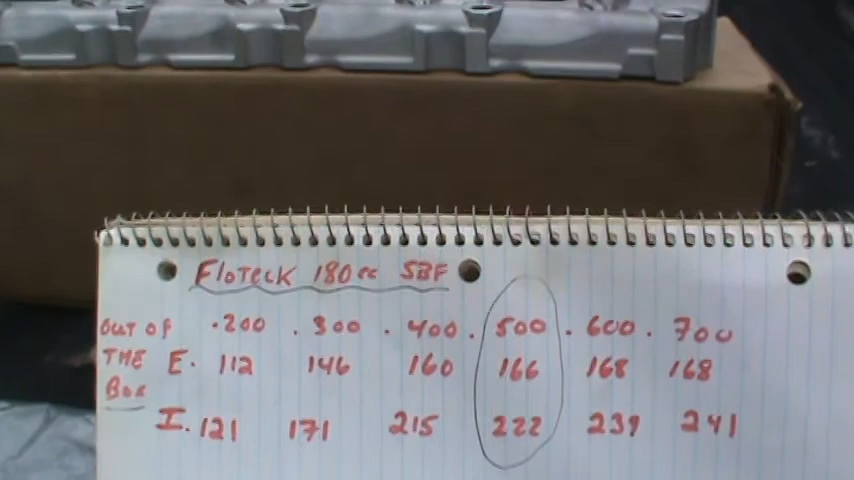 Floteck 180cc SBF
OUT OF .200 .300 .400 .500 .600 .700
THE E. 112 146 160 166 168 168
Box
I. 121 171 215 222 239 241